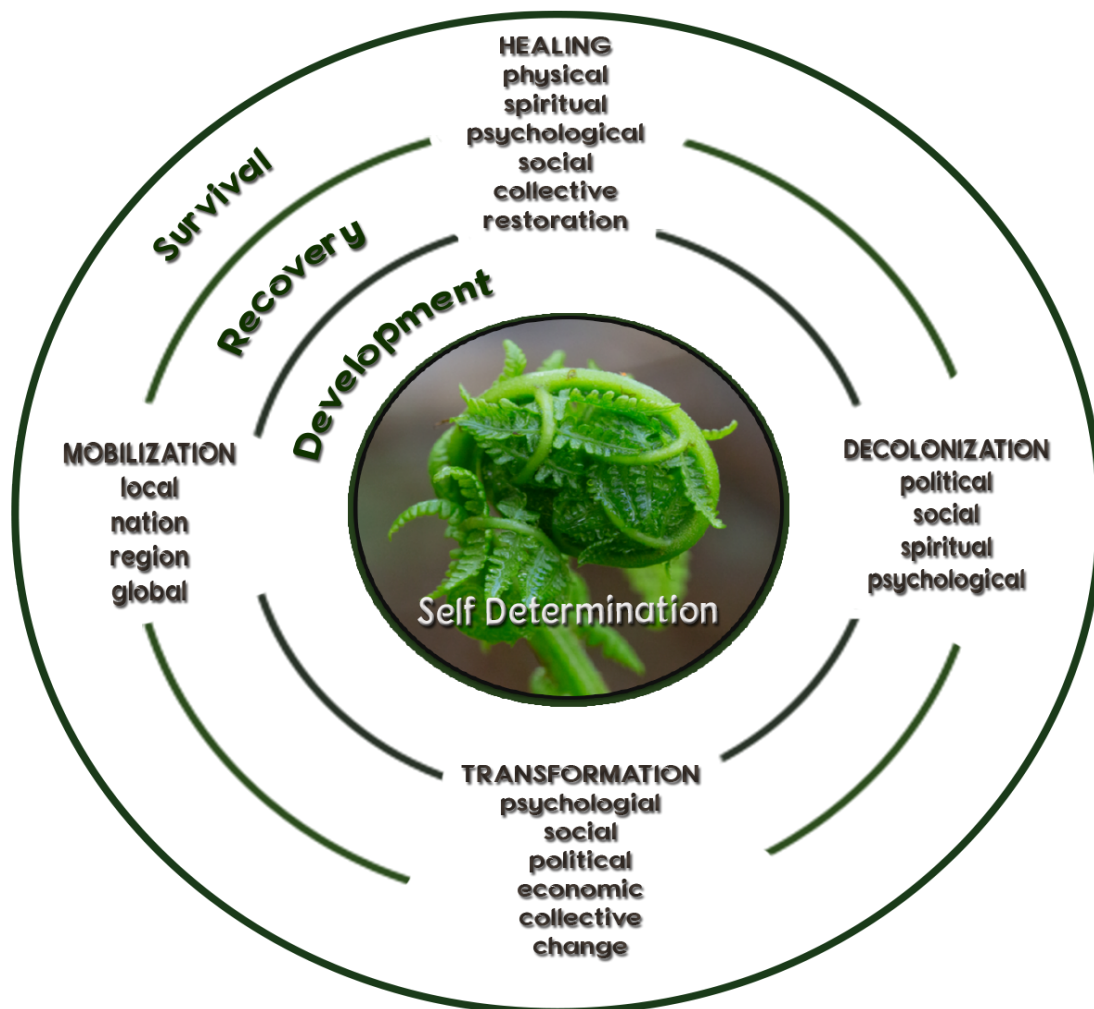 HEALING
physical
spiritual
psychological
social
collective
restoration
Survival
Recovery
Development
MOBILIZATION
local
nation
region
global
DECOLONIZATION
political
social
spiritual
psychological
Self Determination
TRANSFORMATION
psychologial
social
political
economic
collective
change